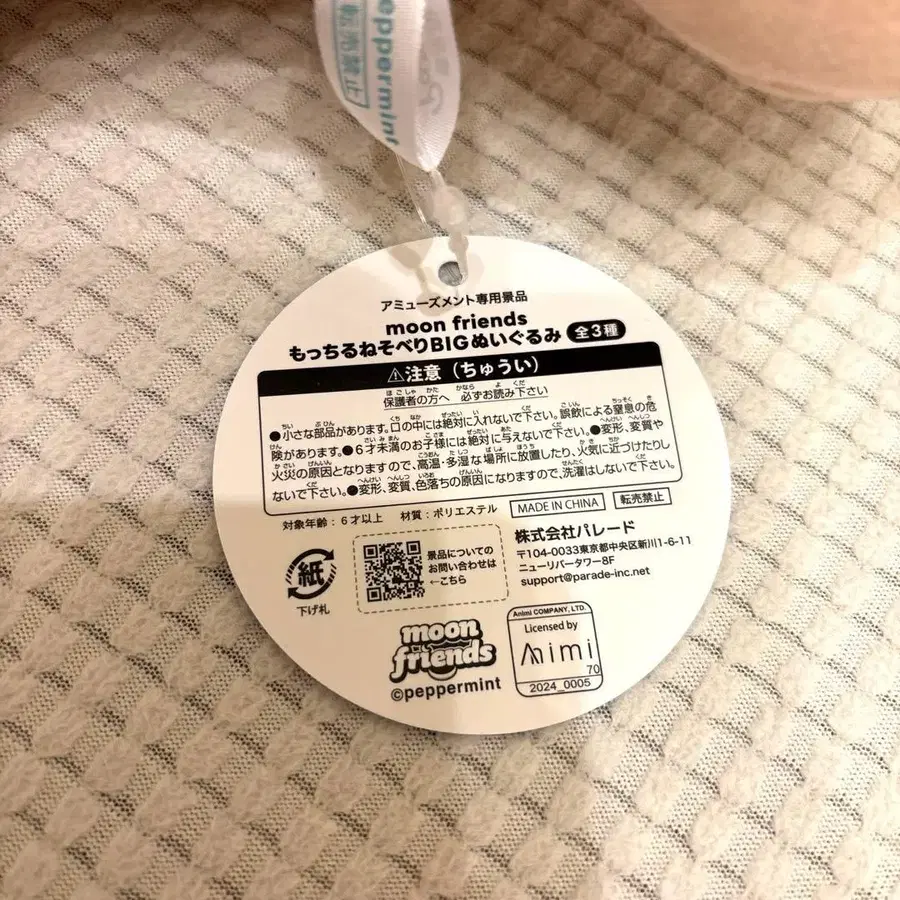 peppermint
転売禁止
アミューズメント専用景品
moon friends
もっちるねそべりBIGぬいぐるみ 全3種
⚠注意（ちゅうい）
保護者の方へ 必ずお読み下さい
●小さな部品があります。口の中には絶対に入れないで下さい。誤飲による窒息の危
険があります。●6才未満のお子様には絶対に与えないで下さい。●変形、変質や
火災の原因となりますので、高温・多湿な場所に放置したり、火気に近づけたりし
ないで下さい。●変形、変質、色落ちの原因になりますので、洗濯はしないで下さい。
対象年齢：6才以上 材質：ポリエステル MADE IN CHINA 転売禁止
紙
下げ札
景品についての
お問い合わせは
←こちら
株式会社パレード
〒104-0033東京都中央区新川1-6-11
ニューリバータワー8F
support@parade-inc.net
moon
friends
©peppermint
Animi COMPANY, LTD.
Licensed by
Animi
70
2024_0005